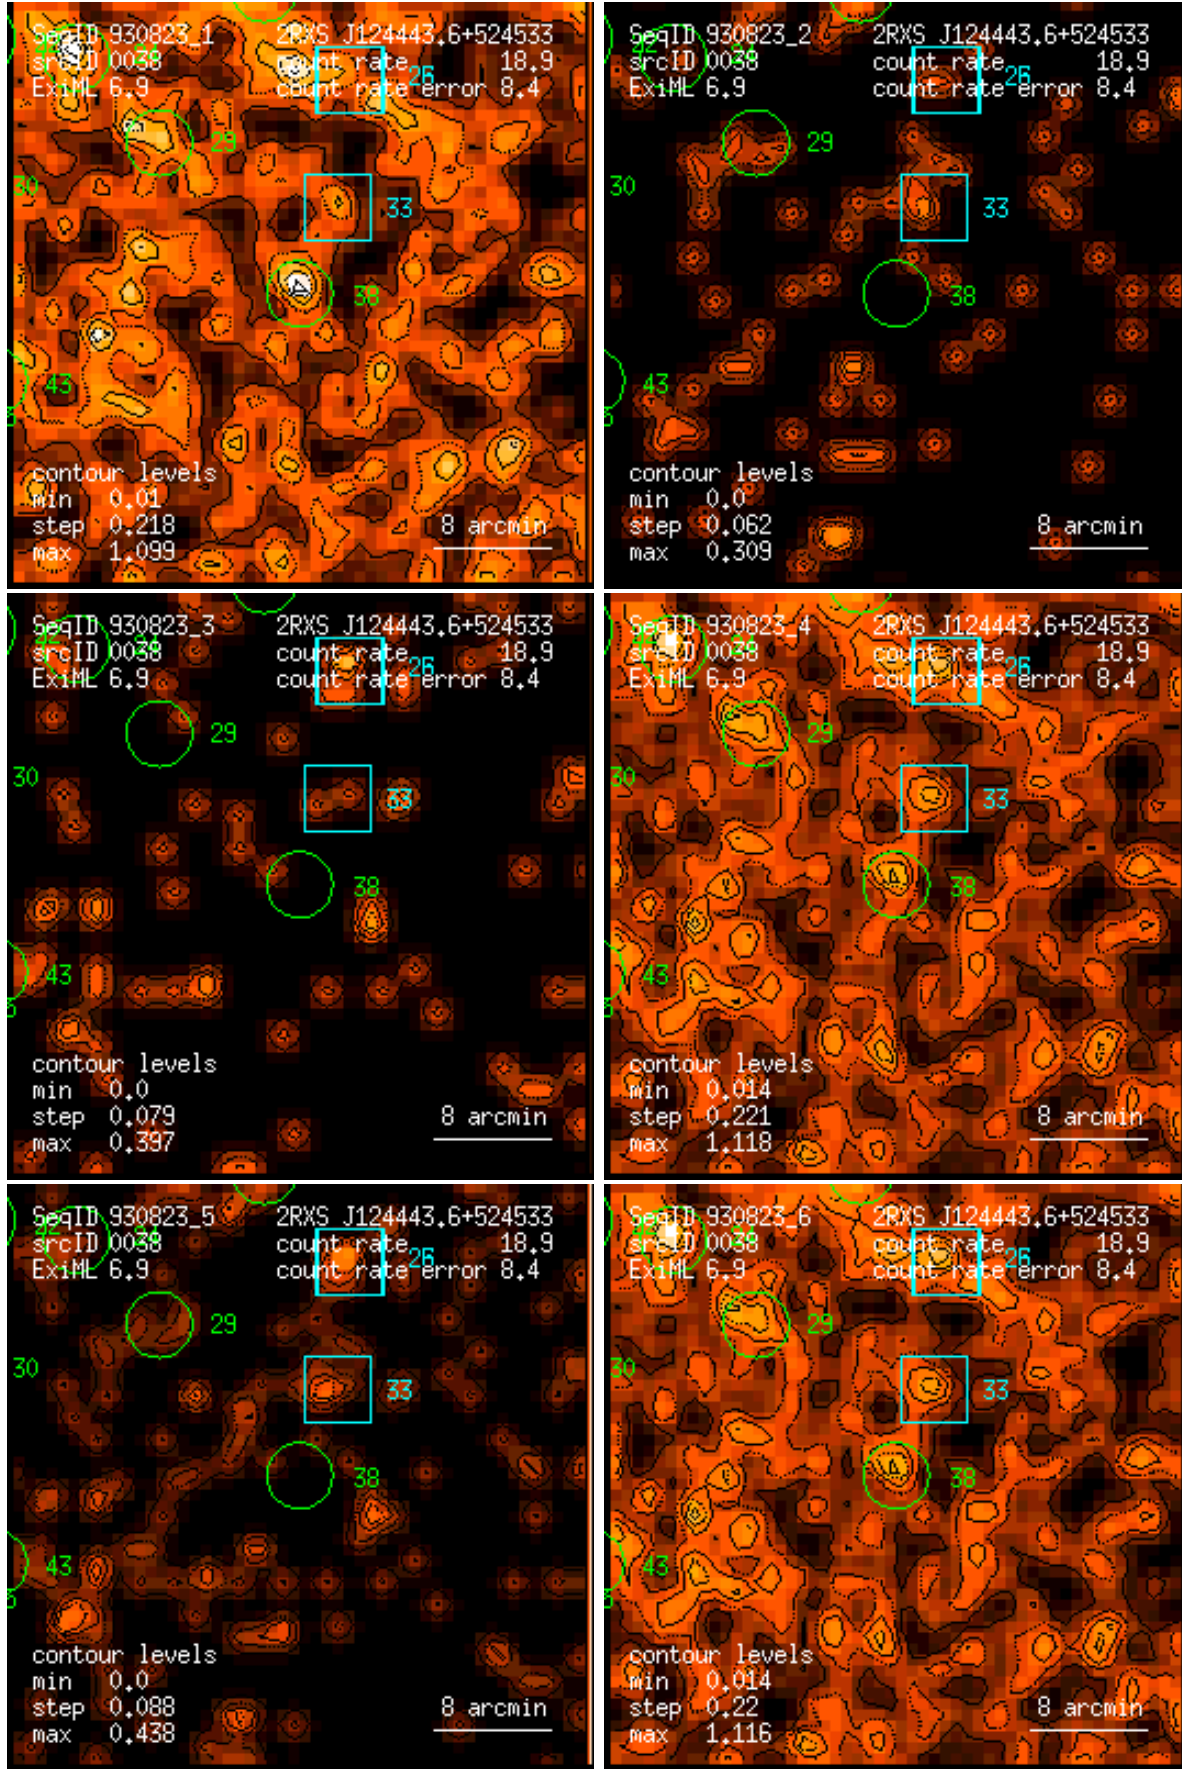 SeqID 930823_1 2RXS J124443.6+524533
srcID 0038 count rate 18.9
ExiML 6.9 count rate error 8.4
26
29
30
33
38
43
contour levels
min 0.01
step 0.218
max 1.099
8 arcmin
SeqID 930823_2 2RXS J124443.6+524533
srcID 0038 count rate 18.9
ExiML 6.9 count rate error 8.4
26
29
30
33
38
43
contour levels
min 0.0
step 0.062
max 0.309
8 arcmin
SeqID 930823_3 2RXS J124443.6+524533
srcID 0038 count rate 18.9
ExiML 6.9 count rate error 8.4
26
29
30
33
38
43
contour levels
min 0.0
step 0.079
max 0.397
8 arcmin
SeqID 930823_4 2RXS J124443.6+524533
srcID 0038 count rate 18.9
ExiML 6.9 count rate error 8.4
26
29
30
33
38
43
contour levels
min 0.014
step 0.221
max 1.118
8 arcmin
SeqID 930823_5 2RXS J124443.6+524533
srcID 0038 count rate 18.9
ExiML 6.9 count rate error 8.4
26
29
30
33
38
43
contour levels
min 0.0
step 0.088
max 0.438
8 arcmin
SeqID 930823_6 2RXS J124443.6+524533
srcID 0038 count rate 18.9
ExiML 6.9 count rate error 8.4
26
29
30
33
38
43
contour levels
min 0.014
step 0.22
max 1.116
8 arcmin